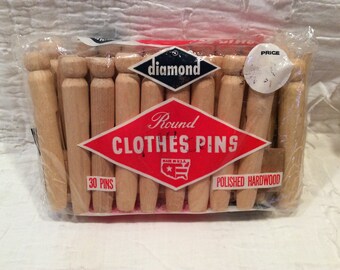 diamond
PRICE
Round
CLOTHES PINS
30 PINS
POLISHED HARDWOOD